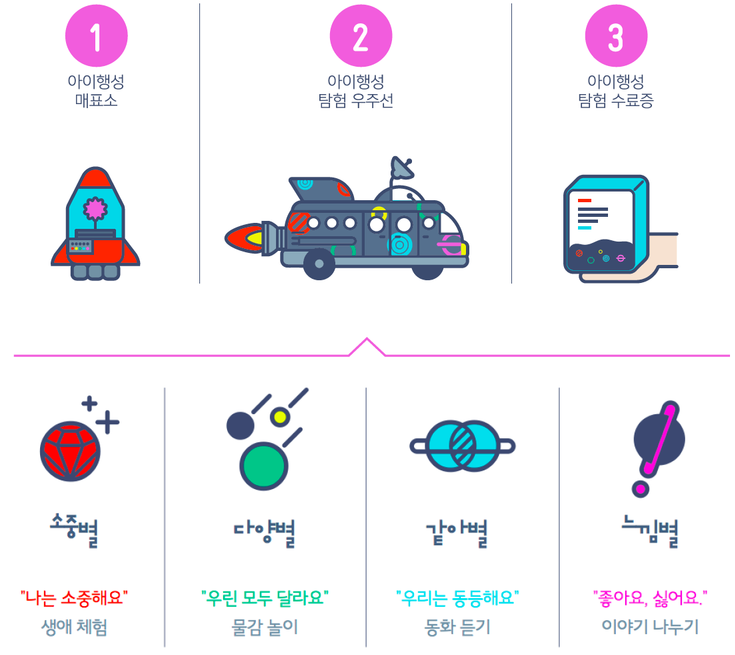 1
아이행성
매표소
2
아이행성
탐험 우주선
3
아이행성
탐험 수료증
소중별
"나는 소중해요"
생애 체험
다양별
"우린 모두 달라요"
물감 놀이
같아별
"우리는 동등해요"
동화 듣기
느낌별
"좋아요, 싫어요."
이야기 나누기